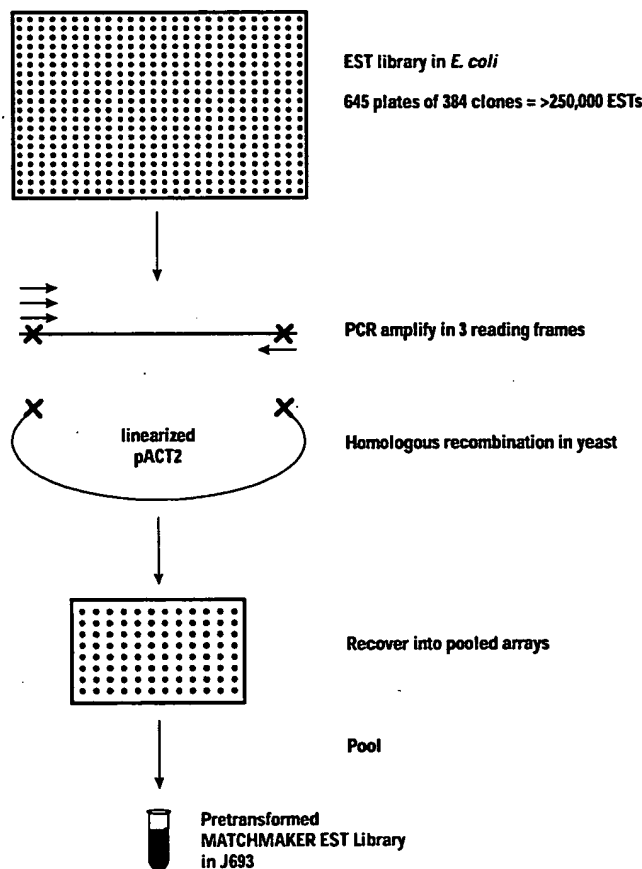 EST library in E. coli
645 plates of 384 clones = >250,000 ESTs
PCR amplify in 3 reading frames
linearized
pACT2
Homologous recombination in yeast
Recover into pooled arrays
Pool
Pretransformed
MATCHMAKER EST Library
in J693